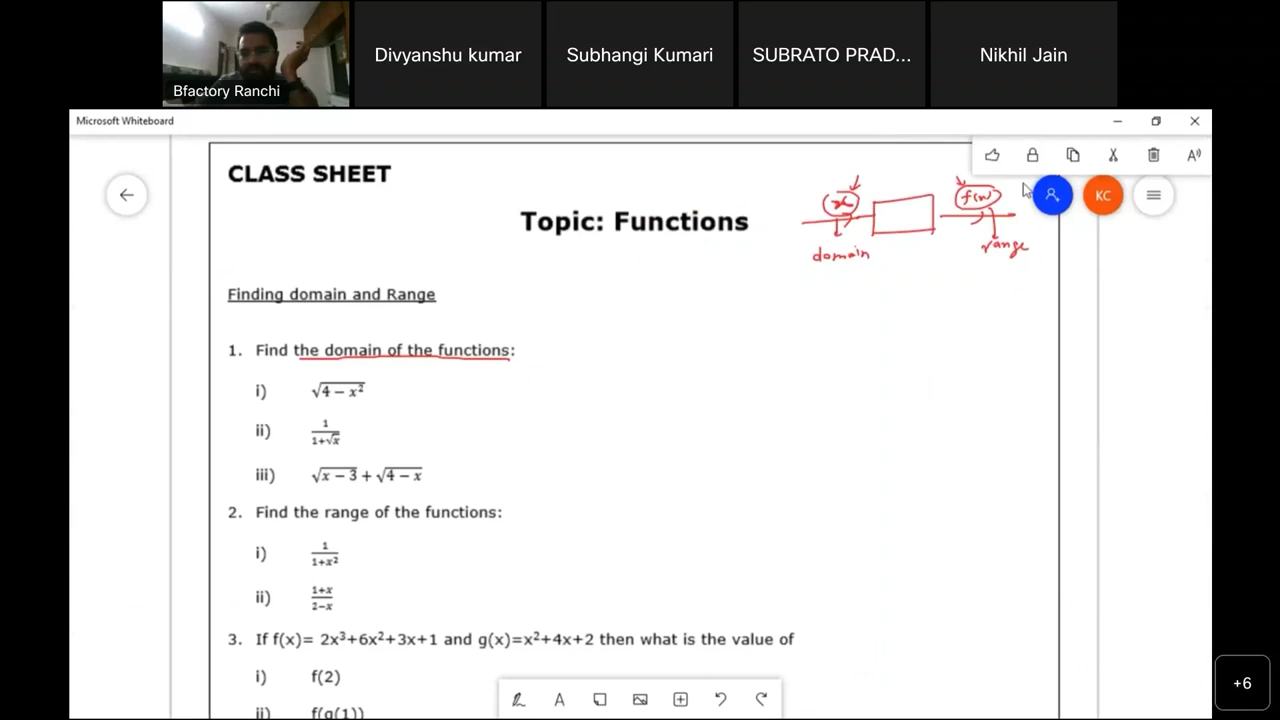 Divyanshu kumar
Subhangi Kumari
SUBRATO PRAD...
Nikhil Jain
Bfactory Ranchi
Microsoft Whiteboard
CLASS SHEET
Topic: Functions
x
f(x)
domain
range
KC
Finding domain and Range
1. Find the domain of the functions:
i) √4 − x²
ii) 1/1+√x
iii) √x − 3 + √4 − x
2. Find the range of the functions:
i) 1/1+x²
ii) 1+x/2−x
3. If f(x)= 2x³+6x²+3x+1 and g(x)=x²+4x+2 then what is the value of
i) f(2)
ii) f(g(1))
+6